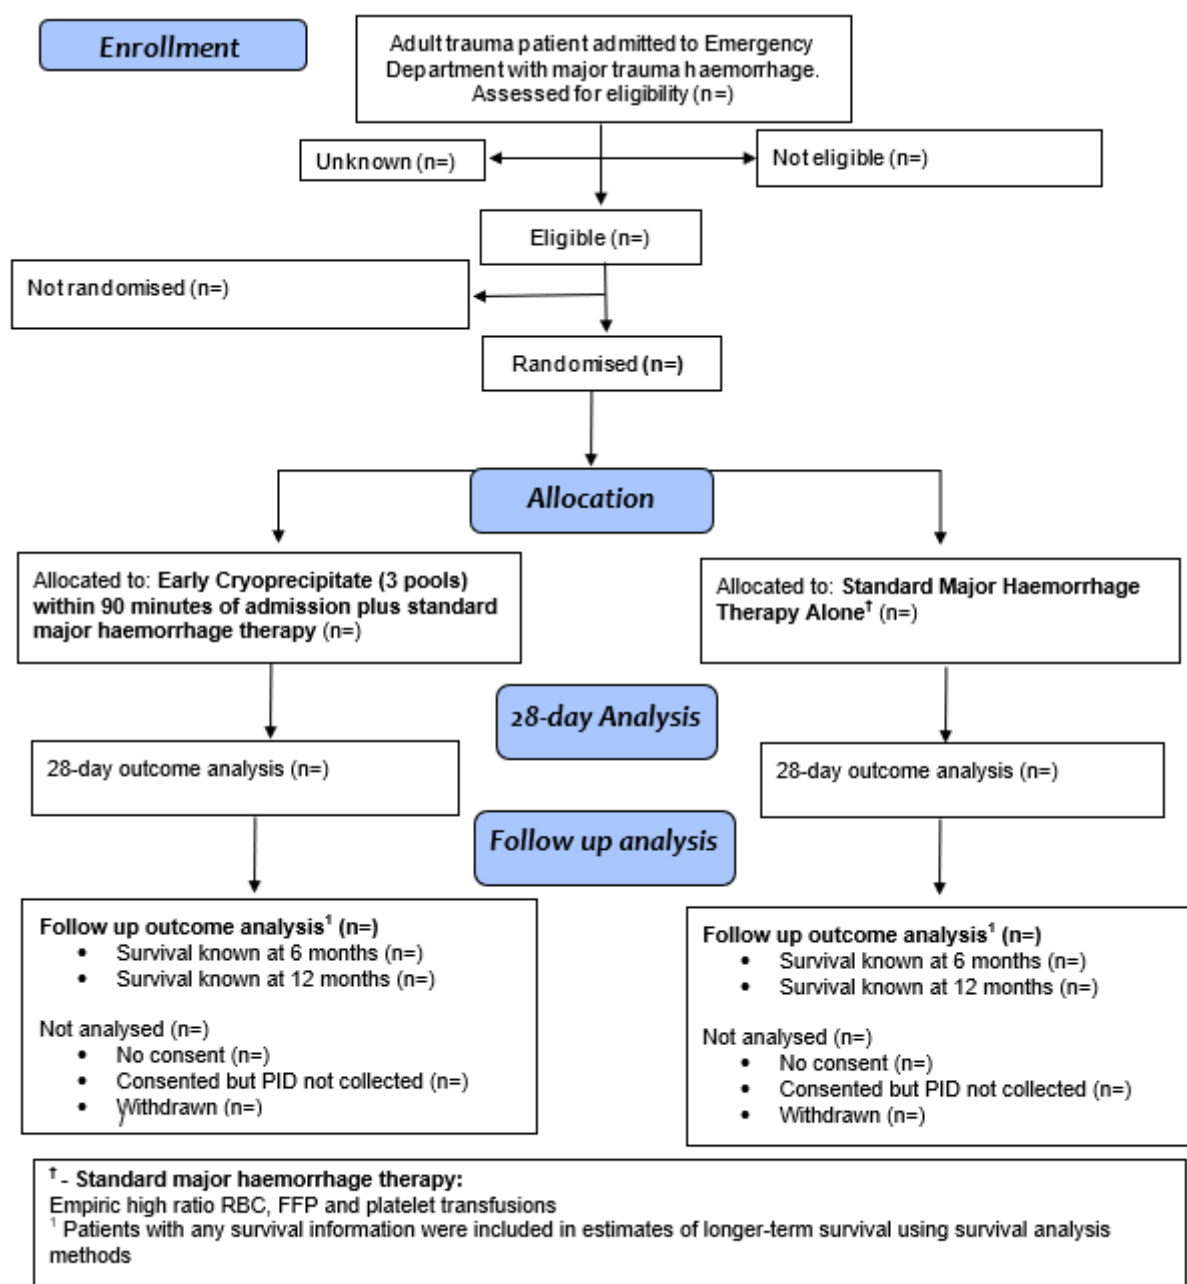 Enrollment
Adult trauma patient admitted to Emergency
Department with major trauma haemorrhage.
Assessed for eligibility (n=)
Unknown (n=)
Not eligible (n=)
Eligible (n=)
Not randomised (n=)
Randomised (n=)
Allocation
Allocated to: Early Cryoprecipitate (3 pools)
within 90 minutes of admission plus standard
major haemorrhage therapy (n=)
Allocated to: Standard Major Haemorrhage
Therapy Alone† (n=)
28-day Analysis
28-day outcome analysis (n=)
28-day outcome analysis (n=)
Follow up analysis
Follow up outcome analysis¹ (n=)
• Survival known at 6 months (n=)
• Survival known at 12 months (n=)
Not analysed (n=)
• No consent (n=)
• Consented but PID not collected (n=)
• Withdrawn (n=)
Follow up outcome analysis¹ (n=)
• Survival known at 6 months (n=)
• Survival known at 12 months (n=)
Not analysed (n=)
• No consent (n=)
• Consented but PID not collected (n=)
• Withdrawn (n=)
† - Standard major haemorrhage therapy:
Empiric high ratio RBC, FFP and platelet transfusions
¹ Patients with any survival information were included in estimates of longer-term survival using survival analysis
methods